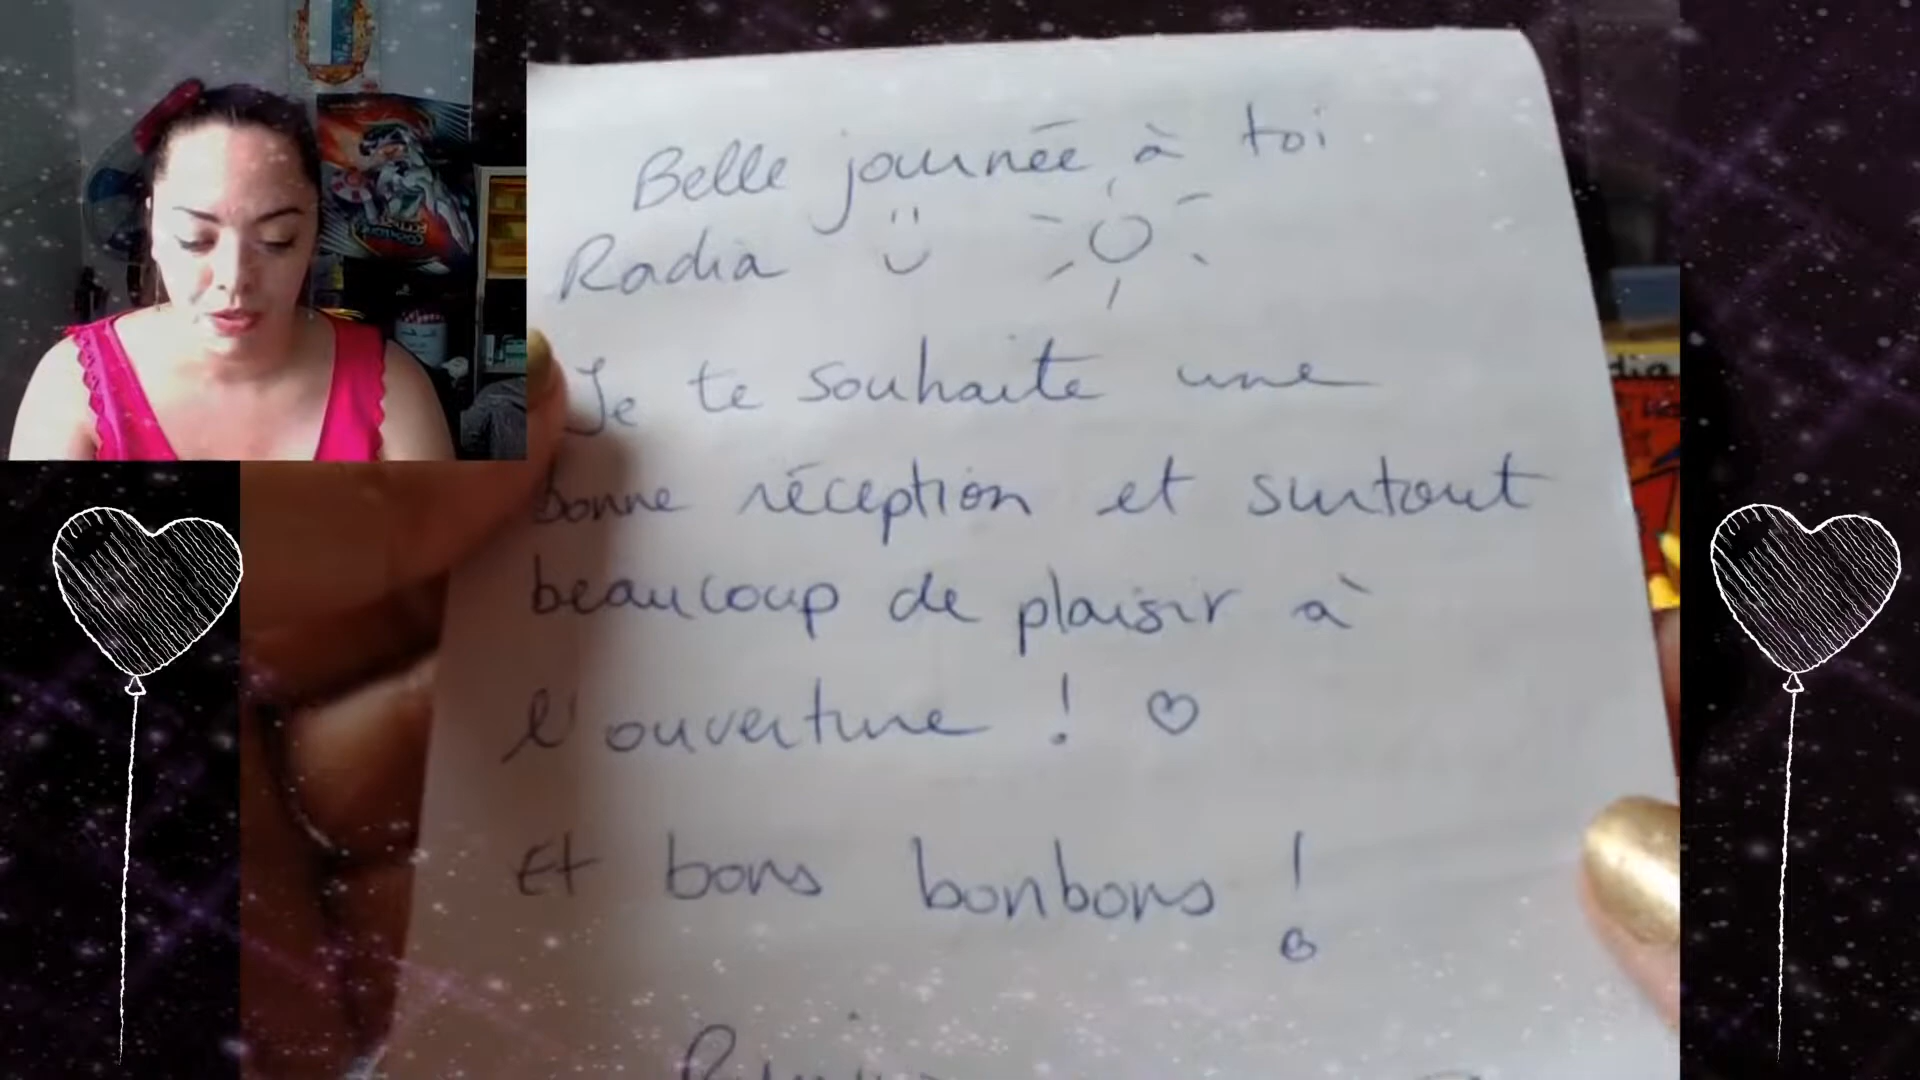 Belle journée à toi
Radia
Je te souhaite une
bonne réception et surtout
beaucoup de plaisir à
l'ouverture !
Et bons bonbons !